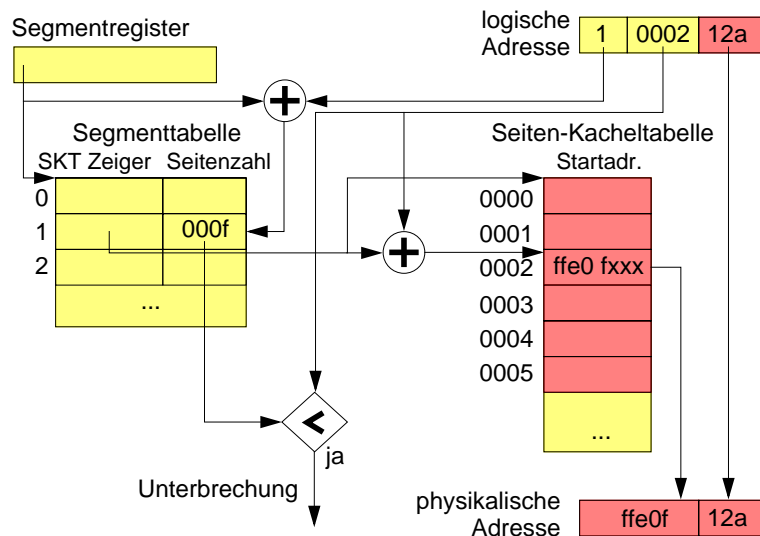 Segmentregister
logische
Adresse
1 0002 12a
Segmenttabelle
SKT Zeiger Seitenzahl
0
1 000f
2
...
Seiten-Kacheltabelle
Startadr.
0000
0001
0002 ffe0 fxxx
0003
0004
0005
...
<
ja
Unterbrechung
physikalische
Adresse
ffe0f 12a